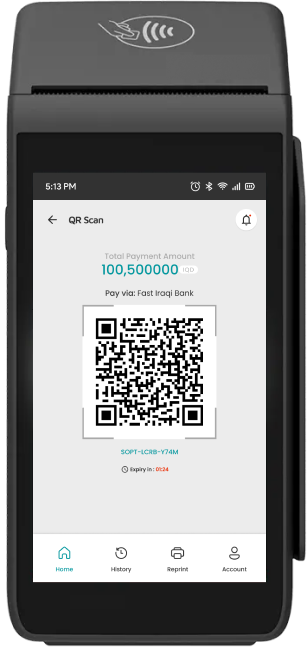 5:13 PM
QR Scan
Total Payment Amount
100,500000 IQD
Pay via: Fast Iraqi Bank
SOPT-LCRB-Y74M
Expiry In : 01:24
Home
History
Reprint
Account